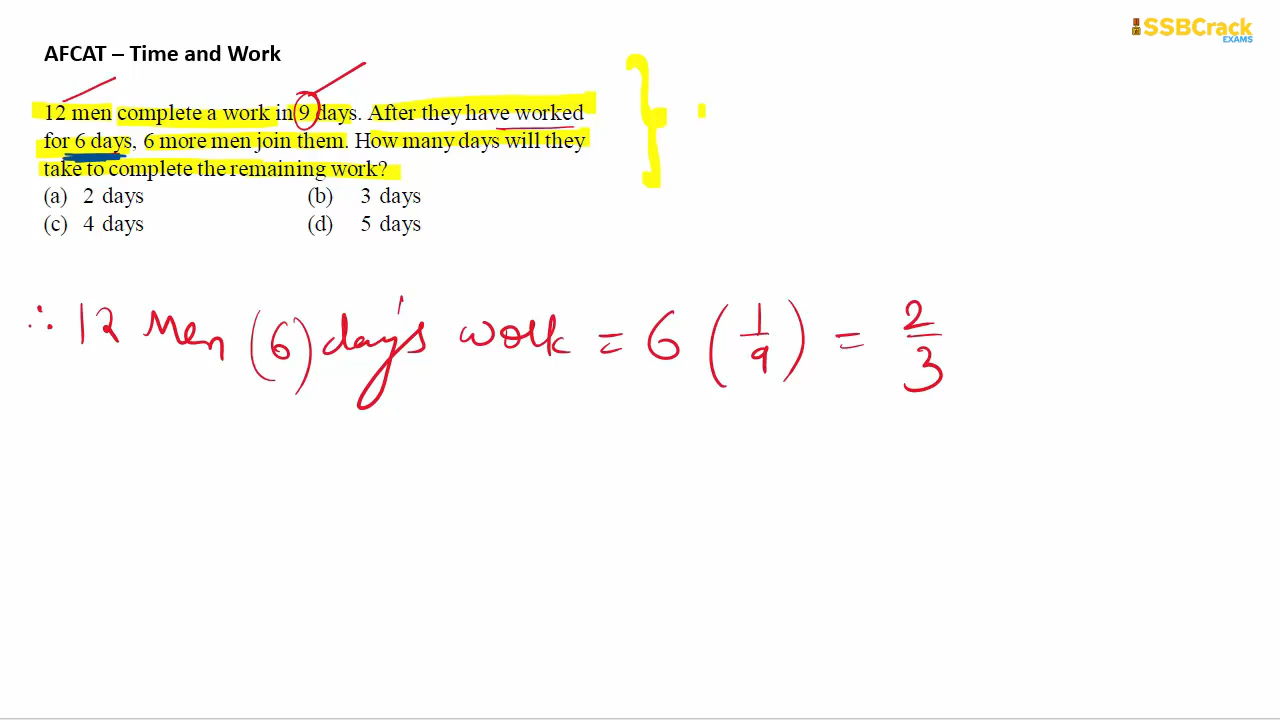 SSBCrack
EXAMS
AFCAT – Time and Work
12 men complete a work in 9 days. After they have worked
for 6 days, 6 more men join them. How many days will they
take to complete the remaining work?
(a) 2 days (b) 3 days
(c) 4 days (d) 5 days
∴ 12 Men (6) day's work = 6 (1/9) = 2/3